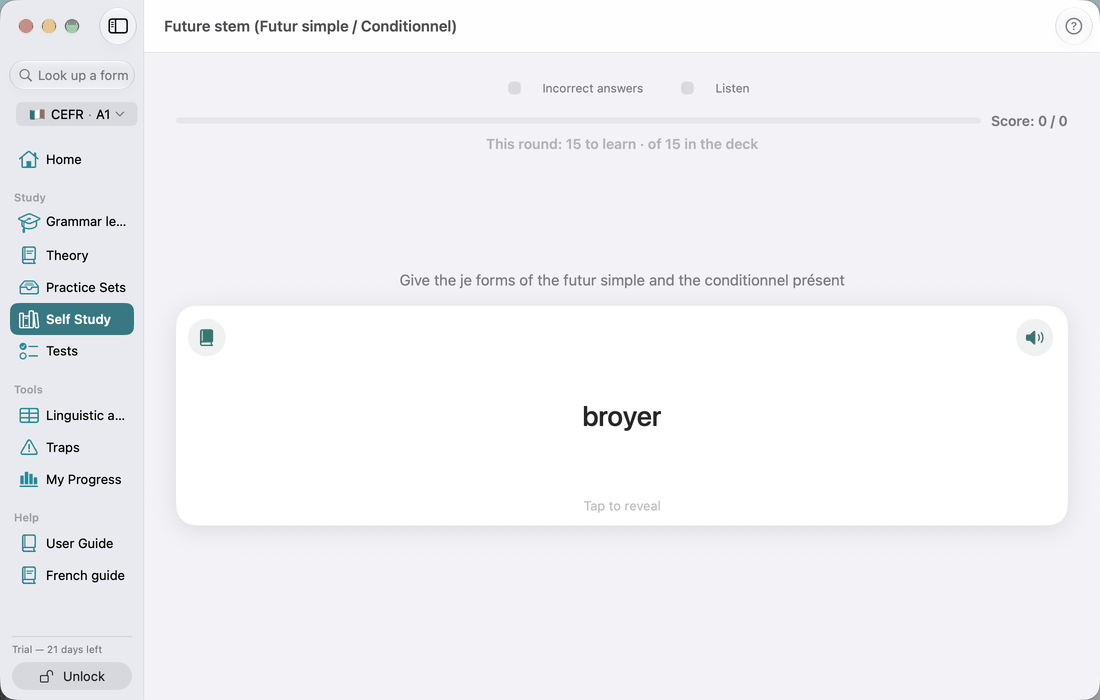 Future stem (Futur simple / Conditionnel)
Look up a form
CEFR · A1
Home
Study
Grammar le...
Theory
Practice Sets
Self Study
Tests
Tools
Linguistic a...
Traps
My Progress
Help
User Guide
French guide
Trial — 21 days left
Unlock
Incorrect answers
Listen
Score: 0 / 0
This round: 15 to learn · of 15 in the deck
Give the je forms of the futur simple and the conditionnel présent
broyer
Tap to reveal